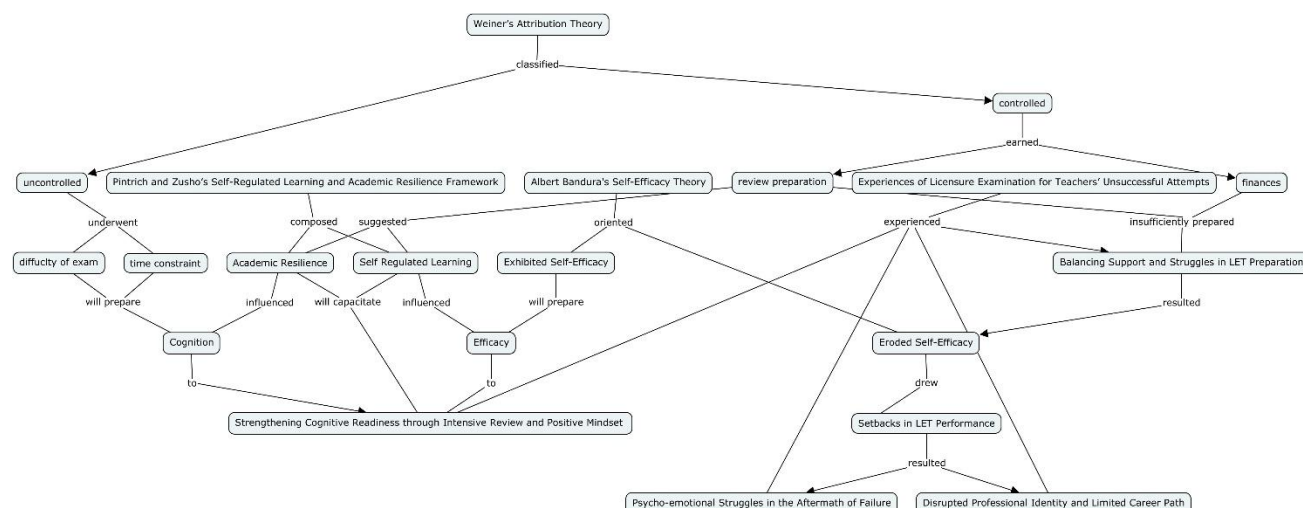 Weiner's Attribution Theory
classified
controlled
earned
uncontrolled
Pintrich and Zusho's Self-Regulated Learning and Academic Resilience Framework
Albert Bandura's Self-Efficacy Theory
review preparation
Experiences of Licensure Examination for Teachers' Unsuccessful Attempts
finances
underwent
composed
suggested
oriented
experienced
insufficiently prepared
diffuclty of exam
time constraint
Academic Resilience
Self Regulated Learning
Exhibited Self-Efficacy
Balancing Support and Struggles in LET Preparation
will prepare
influenced
will capacitate
influenced
will prepare
resulted
Cognition
Efficacy
Eroded Self-Efficacy
to
to
drew
Strengthening Cognitive Readiness through Intensive Review and Positive Mindset
Setbacks in LET Performance
resulted
Psycho-emotional Struggles in the Aftermath of Failure
Disrupted Professional Identity and Limited Career Path